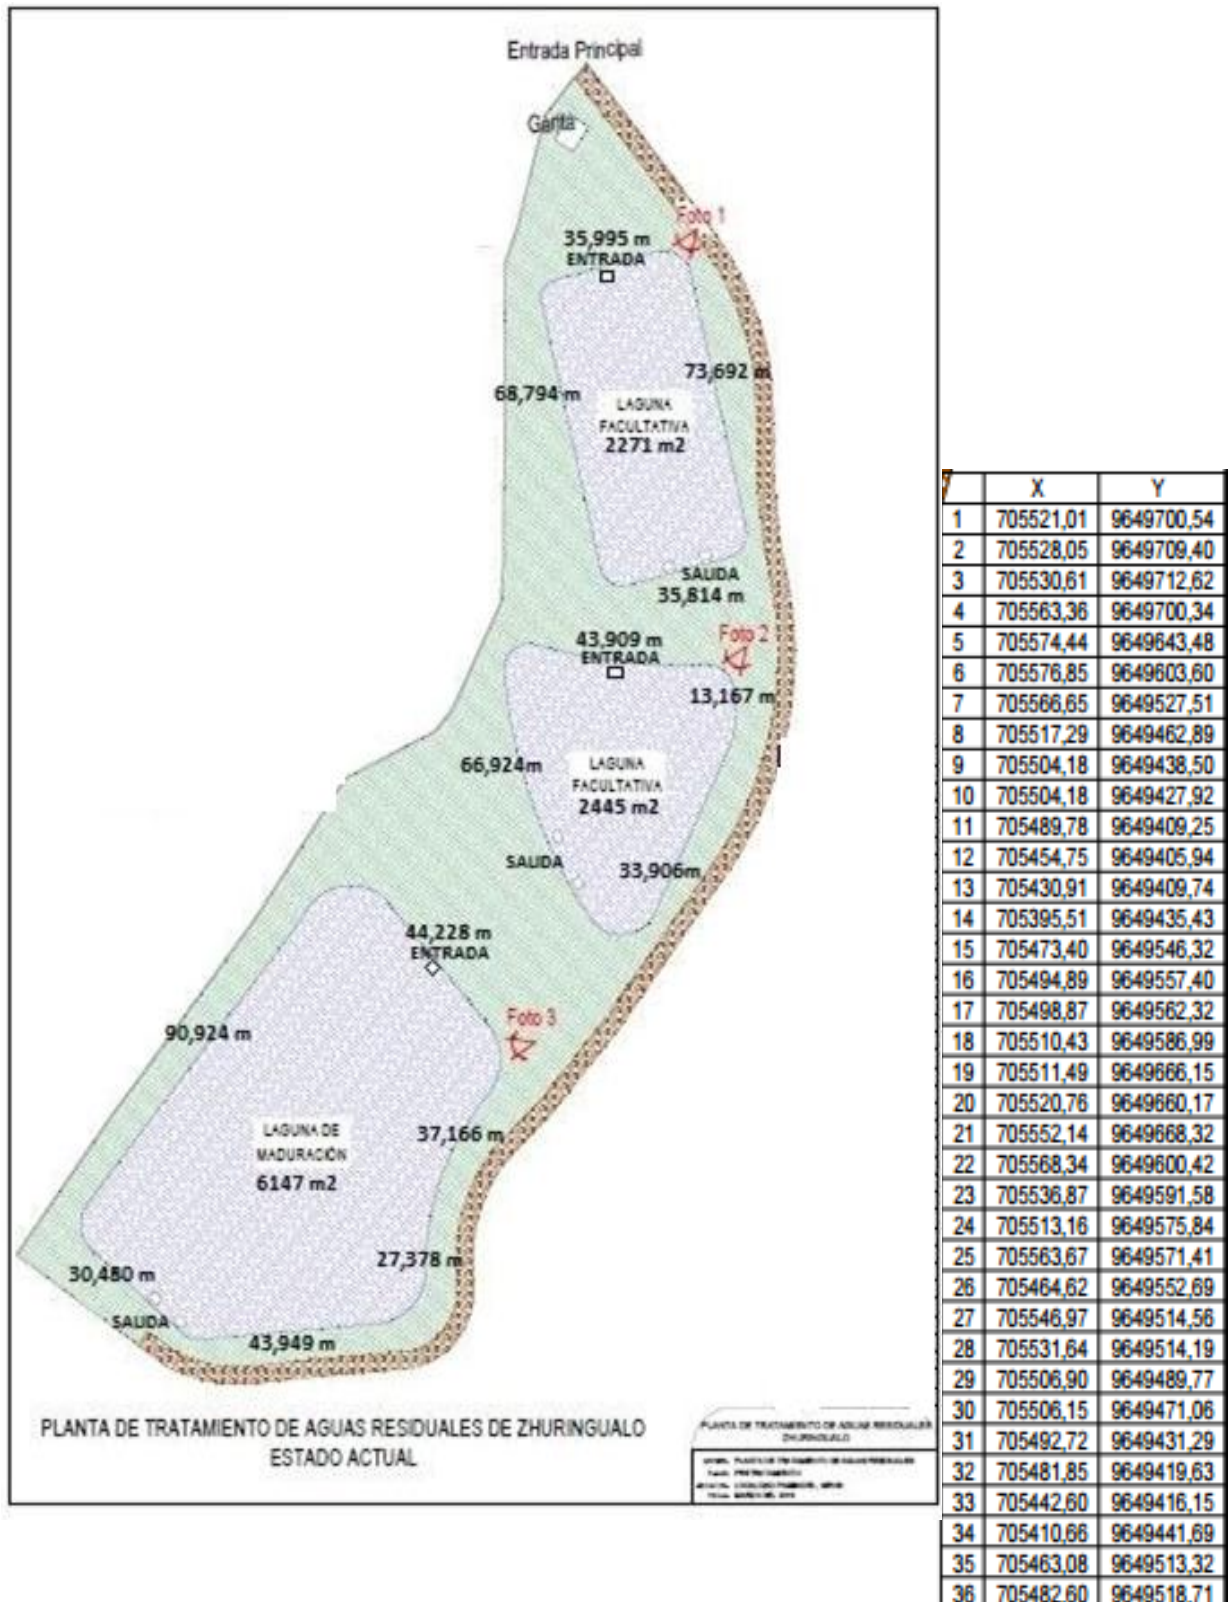 Entrada Principal
Garita
Foto 1
35,995 m
ENTRADA
73,692 m
68,794 m
LAGUNA
FACULTATIVA
2271 m2
SALIDA
35,814 m
43,909 m
ENTRADA
Foto 2
13,167 m
66,924m
LAGUNA
FACULTATIVA
2445 m2
SALIDA
33,906m
44,228 m
ENTRADA
Foto 3
90,924 m
37,166 m
LAGUNA DE
MADURACIÓN
6147 m2
27,378 m
30,480 m
SALIDA
43,949 m
PLANTA DE TRATAMIENTO DE AGUAS RESIDUALES DE ZHURINGUALO
ESTADO ACTUAL
PLANTA DE TRATAMIENTO DE AGUAS RESIDUALES
ZHURINGUALO
X Y
1 705521,01 9649700,54
2 705528,05 9649709,40
3 705530,61 9649712,62
4 705563,36 9649700,34
5 705574,44 9649643,48
6 705576,85 9649603,60
7 705566,65 9649527,51
8 705517,29 9649462,89
9 705504,18 9649438,50
10 705504,18 9649427,92
11 705489,78 9649409,25
12 705454,75 9649405,94
13 705430,91 9649409,74
14 705395,51 9649435,43
15 705473,40 9649546,32
16 705494,89 9649557,40
17 705498,87 9649562,32
18 705510,43 9649586,99
19 705511,49 9649666,15
20 705520,76 9649660,17
21 705552,14 9649668,32
22 705568,34 9649600,42
23 705536,87 9649591,58
24 705513,16 9649575,84
25 705563,67 9649571,41
26 705464,62 9649552,69
27 705546,97 9649514,56
28 705531,64 9649514,19
29 705506,90 9649489,77
30 705506,15 9649471,06
31 705492,72 9649431,29
32 705481,85 9649419,63
33 705442,60 9649416,15
34 705410,66 9649441,69
35 705463,08 9649513,32
36 705482,60 9649518,71